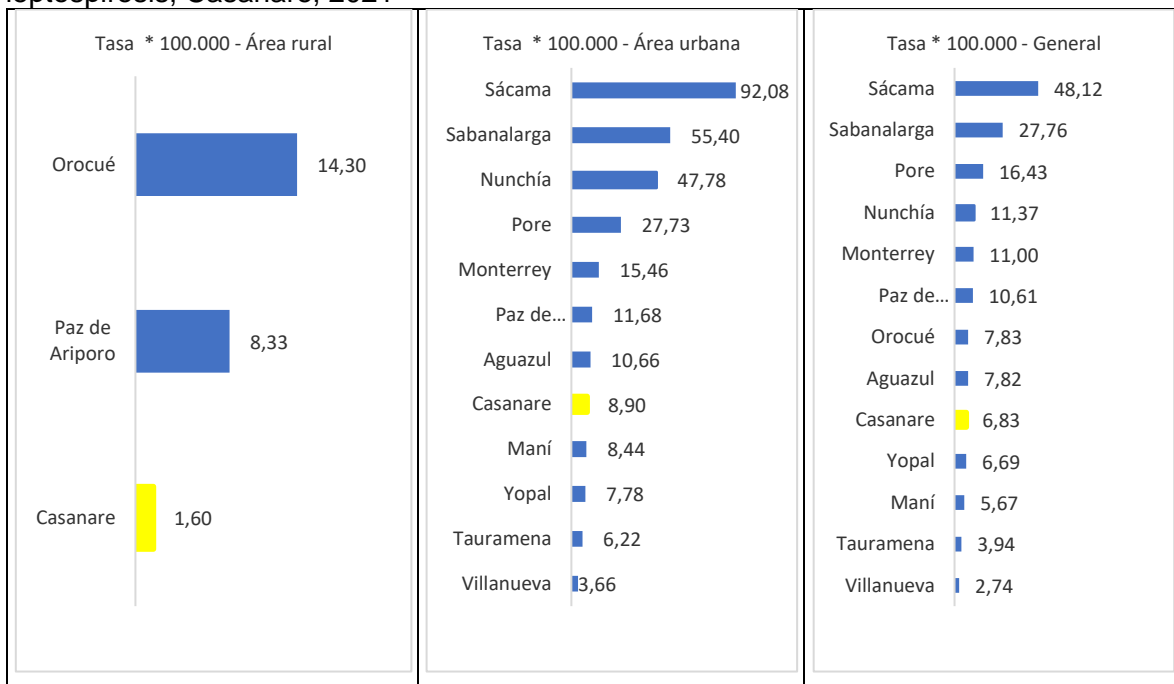 leptospirosis, Casanare, 2021
Tasa * 100.000 - Área rural
Orocué 14,30
Paz de
Ariporo 8,33
Casanare 1,60
Tasa * 100.000 - Área urbana
Sácama 92,08
Sabanalarga 55,40
Nunchía 47,78
Pore 27,73
Monterrey 15,46
Paz de... 11,68
Aguazul 10,66
Casanare 8,90
Maní 8,44
Yopal 7,78
Tauramena 6,22
Villanueva 3,66
Tasa * 100.000 - General
Sácama 48,12
Sabanalarga 27,76
Pore 16,43
Nunchía 11,37
Monterrey 11,00
Paz de... 10,61
Orocué 7,83
Aguazul 7,82
Casanare 6,83
Yopal 6,69
Maní 5,67
Tauramena 3,94
Villanueva 2,74